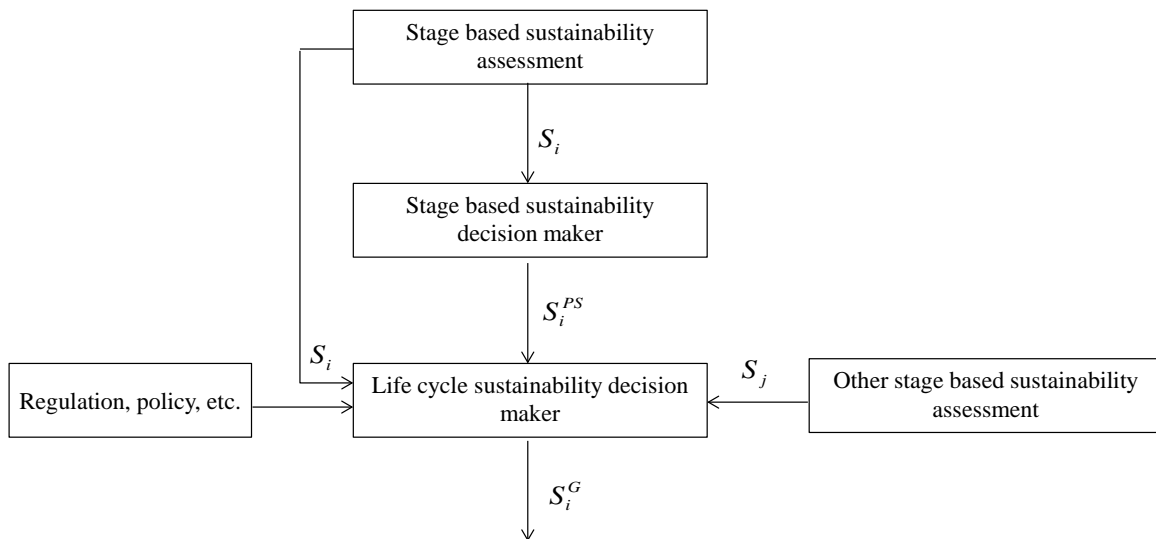 Stage based sustainability
assessment
S_i
Stage based sustainability
decision maker
S_i^{PS}
S_i
Regulation, policy, etc.
Life cycle sustainability decision
maker
S_j
Other stage based sustainability
assessment
S_i^G